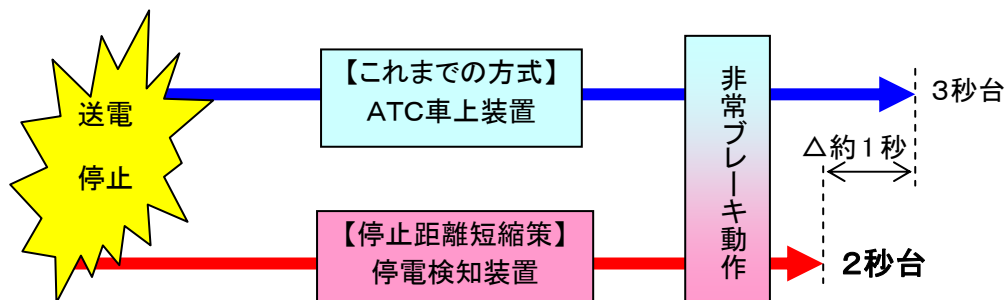 送電
停止
【これまでの方式】
ATC車上装置
非常ブレーキ動作
3秒台
△約1秒
【停止距離短縮策】
停電検知装置
2秒台